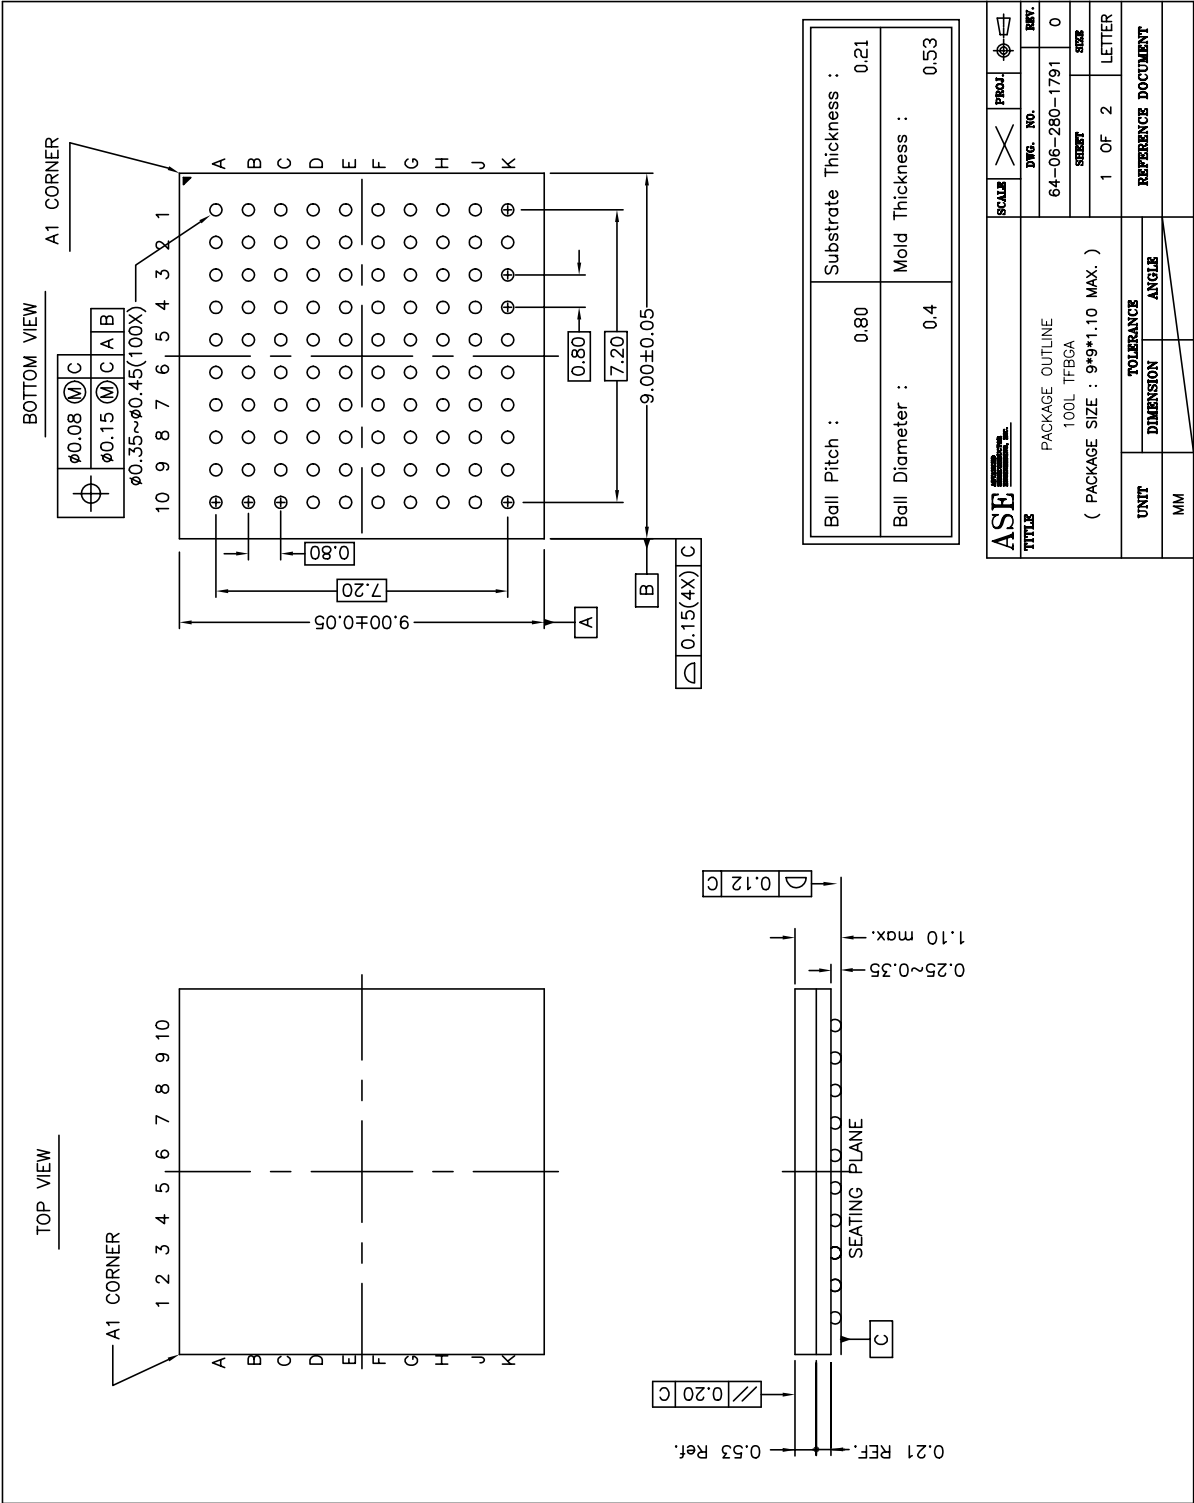 TOP VIEW
A1 CORNER
1 2 3 4 5 6 7 8 9 10
A
B
C
D
E
F
G
H
J
K
BOTTOM VIEW
⌖ ø0.08 Ⓜ C
ø0.15 Ⓜ C A B
ø0.35~ø0.45(100X)
A1 CORNER
10 9 8 7 6 5 4 3 2 1
A
B
C
D
E
F
G
H
J
K
0.80
7.20
9.00±0.05
A
0.80
7.20
9.00±0.05
B
⌓ 0.15(4X) C
// 0.20 C
0.53 Ref.
0.21 REF.
C
SEATING PLANE
⌓ 0.12 C
1.10 max.
0.25~0.35
Ball Pitch : 0.80
Substrate Thickness : 0.21
Ball Diameter : 0.4
Mold Thickness : 0.53
ASE
SCALE
PROJ.
TITLE
PACKAGE OUTLINE
100L TFBGA
( PACKAGE SIZE : 9*9*1.10 MAX. )
DWG. NO.
REV.
64-06-280-1791
0
SHEET
SIZE
1 OF 2
LETTER
UNIT
TOLERANCE
DIMENSION
ANGLE
REFERENCE DOCUMENT
MM